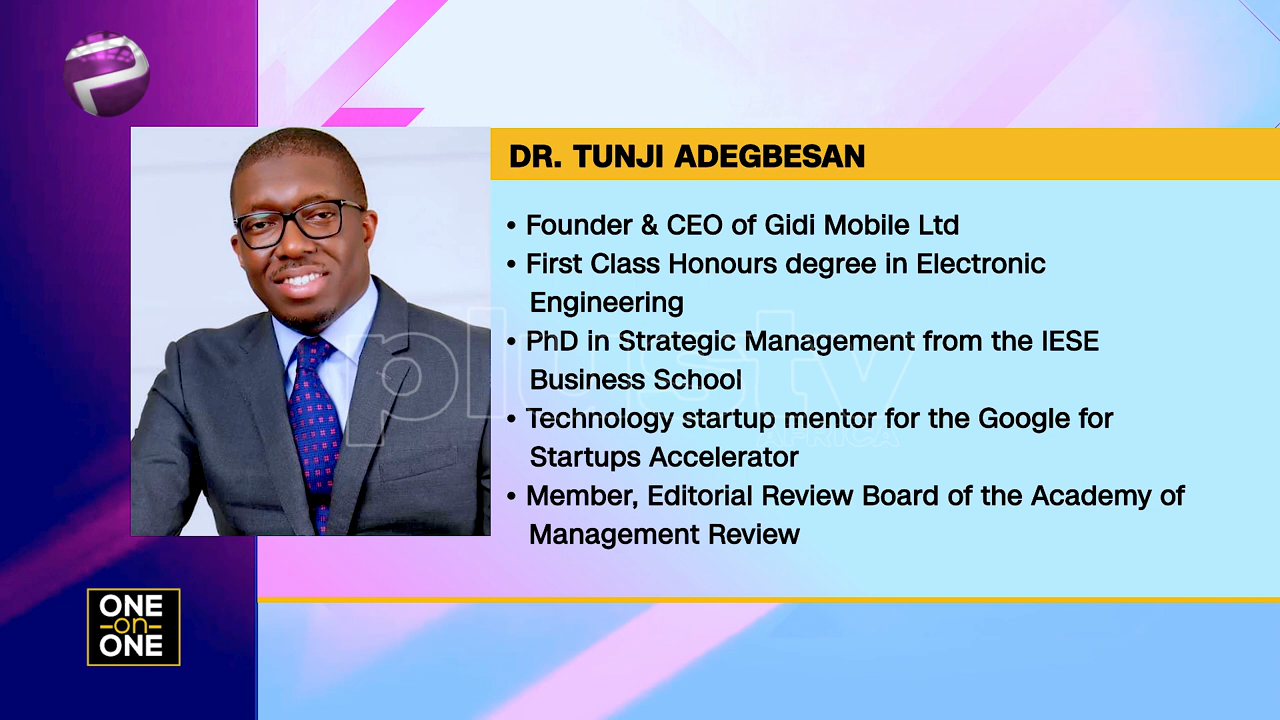 DR. TUNJI ADEGBESAN
• Founder & CEO of Gidi Mobile Ltd
• First Class Honours degree in Electronic
Engineering
• PhD in Strategic Management from the IESE
Business School
• Technology startup mentor for the Google for
Startups Accelerator
• Member, Editorial Review Board of the Academy of
Management Review
plustv
AFRICA
ONE
-on-
ONE